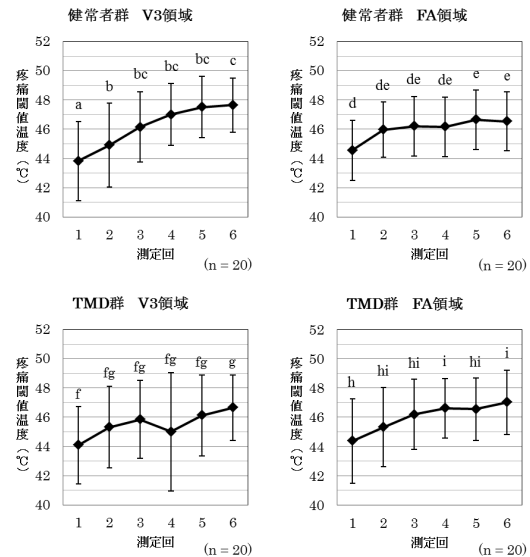 健常者群 V3領域
疼痛閾値温度(℃)
52
50
48
46
44
42
40
a b bc bc bc c
1 2 3 4 5 6
測定回
(n = 20)
健常者群 FA領域
疼痛閾値温度(℃)
52
50
48
46
44
42
40
d de de de e e
1 2 3 4 5 6
測定回
(n = 20)
TMD群 V3領域
疼痛閾値温度(℃)
52
50
48
46
44
42
40
f fg fg fg fg g
1 2 3 4 5 6
測定回
(n = 20)
TMD群 FA領域
疼痛閾値温度(℃)
52
50
48
46
44
42
40
h hi hi i hi i
1 2 3 4 5 6
測定回
(n = 20)